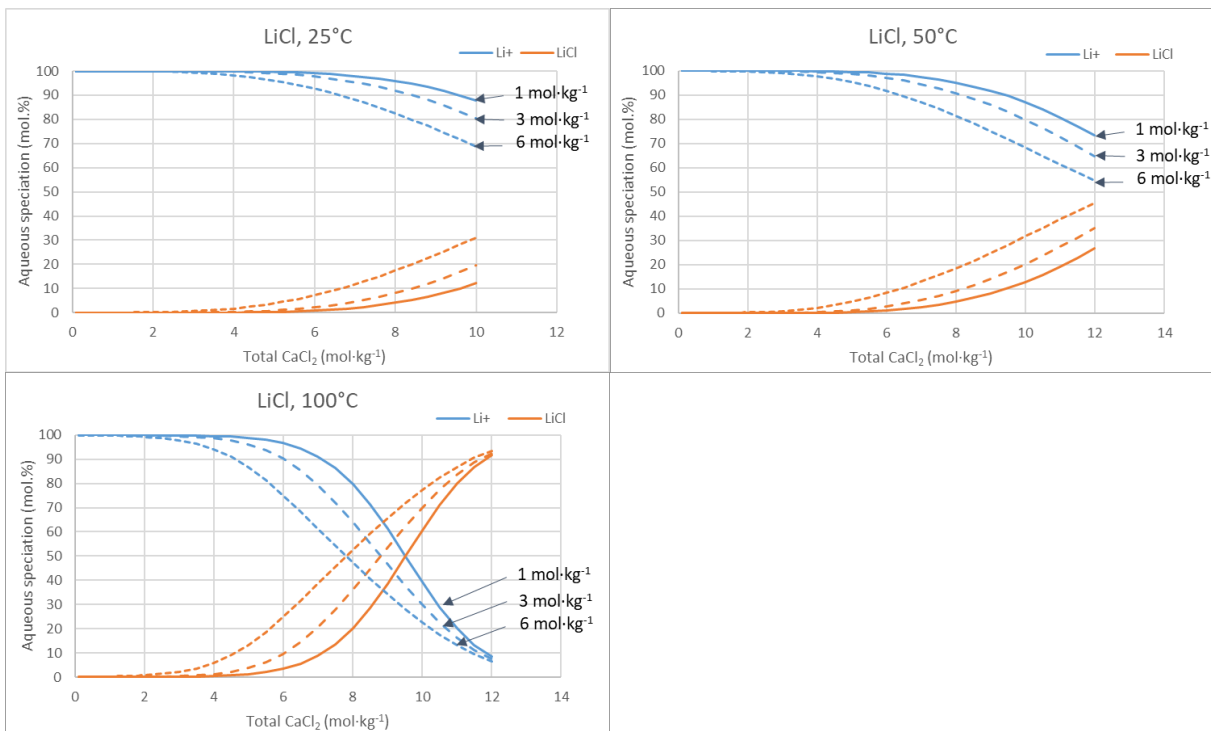 LiCl, 25°C
Li+ LiCl
Aqueous speciation (mol.%)
100
90
80
70
60
50
40
30
20
10
0
1 mol·kg⁻¹
3 mol·kg⁻¹
6 mol·kg⁻¹
0 2 4 6 8 10 12
Total CaCl₂ (mol·kg⁻¹)
LiCl, 50°C
Li+ LiCl
Aqueous speciation (mol.%)
100
90
80
70
60
50
40
30
20
10
0
1 mol·kg⁻¹
3 mol·kg⁻¹
6 mol·kg⁻¹
0 2 4 6 8 10 12 14
Total CaCl₂ (mol·kg⁻¹)
LiCl, 100°C
Li+ LiCl
Aqueous speciation (mol.%)
100
90
80
70
60
50
40
30
20
10
0
1 mol·kg⁻¹
3 mol·kg⁻¹
6 mol·kg⁻¹
0 2 4 6 8 10 12 14
Total CaCl₂ (mol·kg⁻¹)